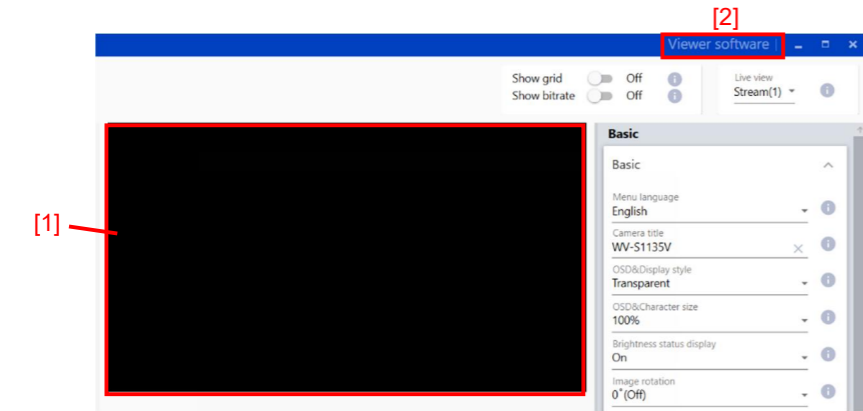 [2]
Viewer software
Show grid Off
Show bitrate Off
Live view
Stream(1)
[1]
Basic
Basic
Menu language
English
Camera title
WV-S1135V
OSD&Display style
Transparent
OSD&Character size
100%
Brightness status display
On
Image rotation
0˚(Off)